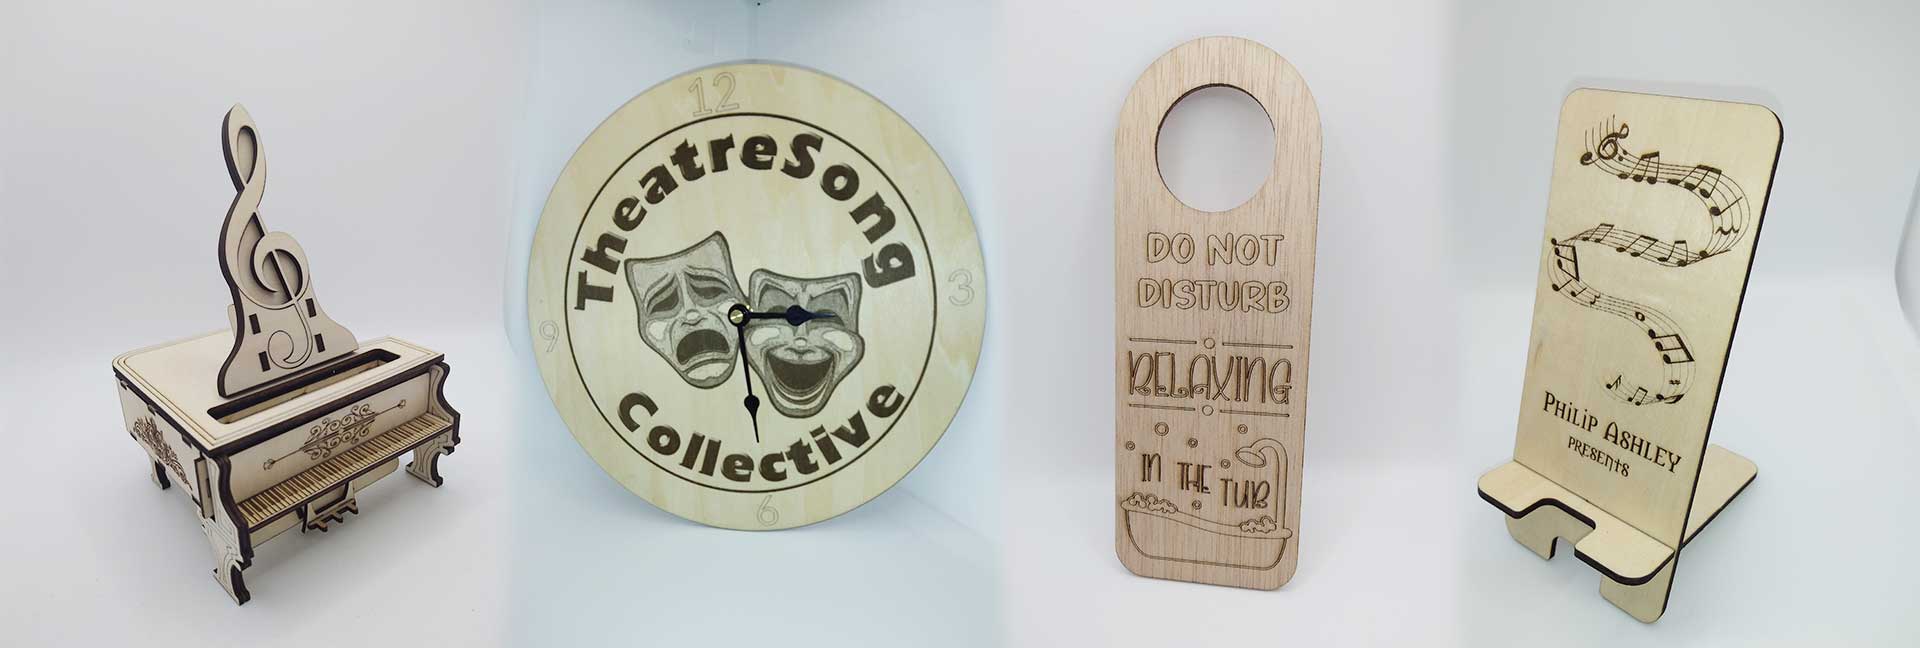 12
TheatreSong
9
3
Collective
6
DO NOT
DISTURB
RELAXING
IN THE TUB
PHILIP ASHLEY
PRESENTS